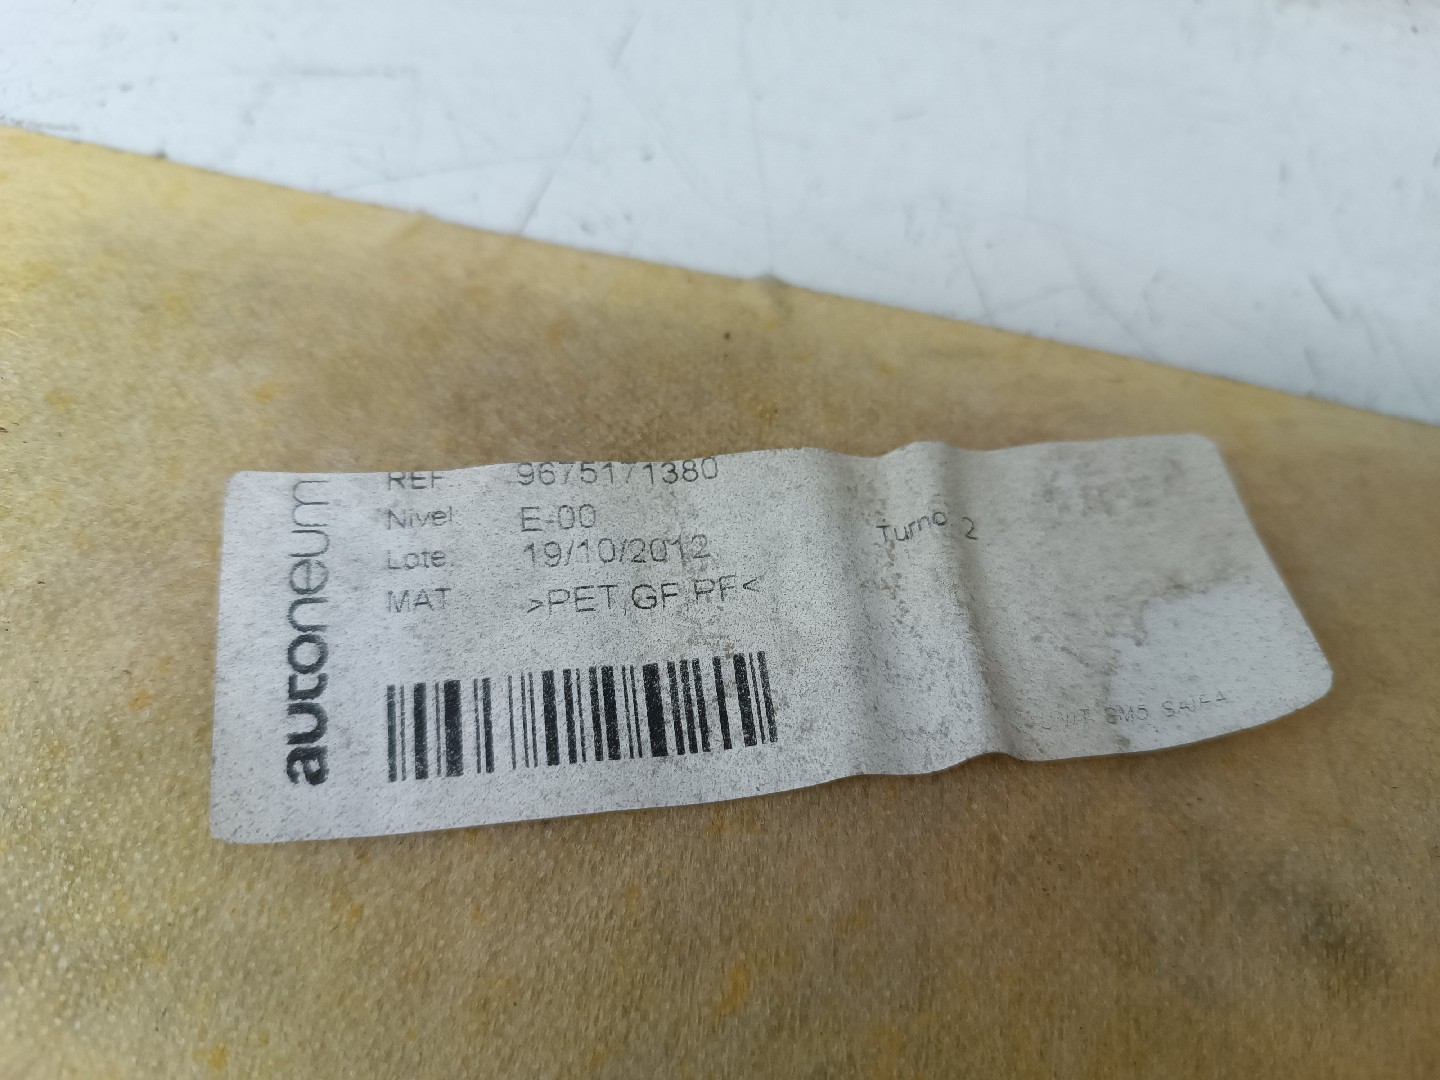 autoneum
REF. 9675171380
Nivel E-00
Lote. 19/10/2012
Turno 2
MAT >PET GF PF<